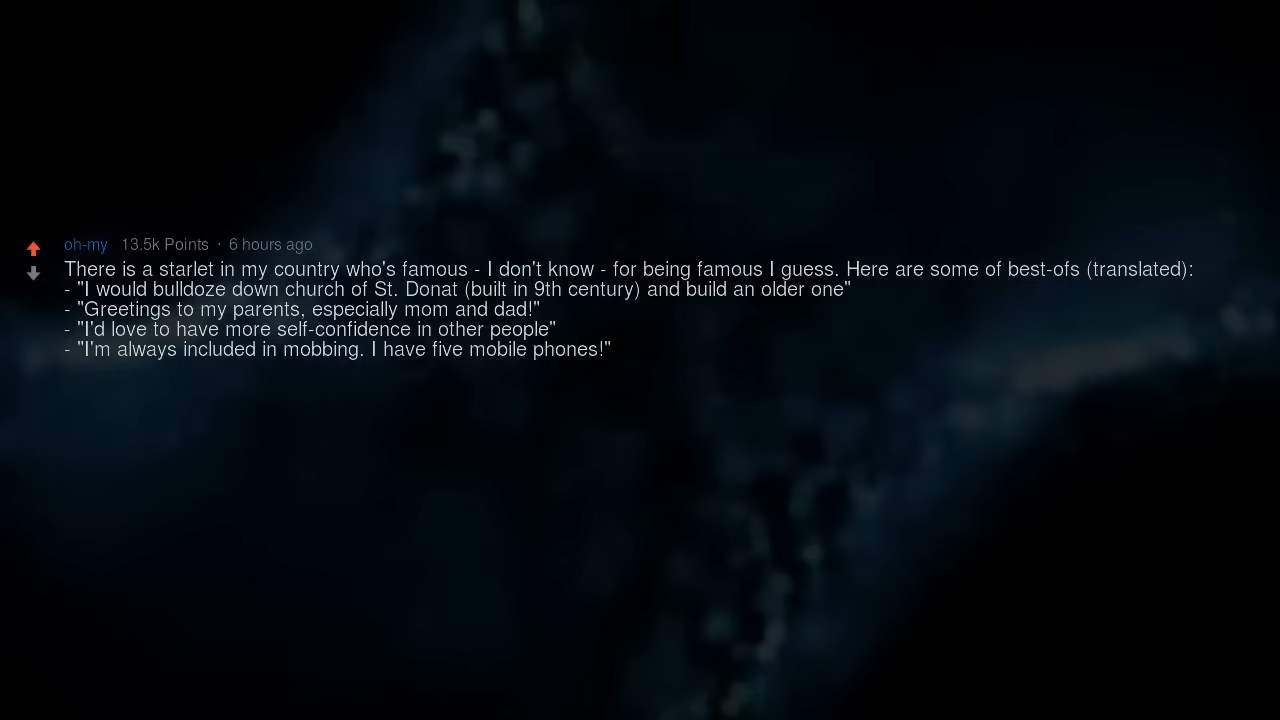 oh-my 13.5k Points · 6 hours ago
There is a starlet in my country who's famous - I don't know - for being famous I guess. Here are some of best-ofs (translated):
- "I would bulldoze down church of St. Donat (built in 9th century) and build an older one"
- "Greetings to my parents, especially mom and dad!"
- "I'd love to have more self-confidence in other people"
- "I'm always included in mobbing. I have five mobile phones!"